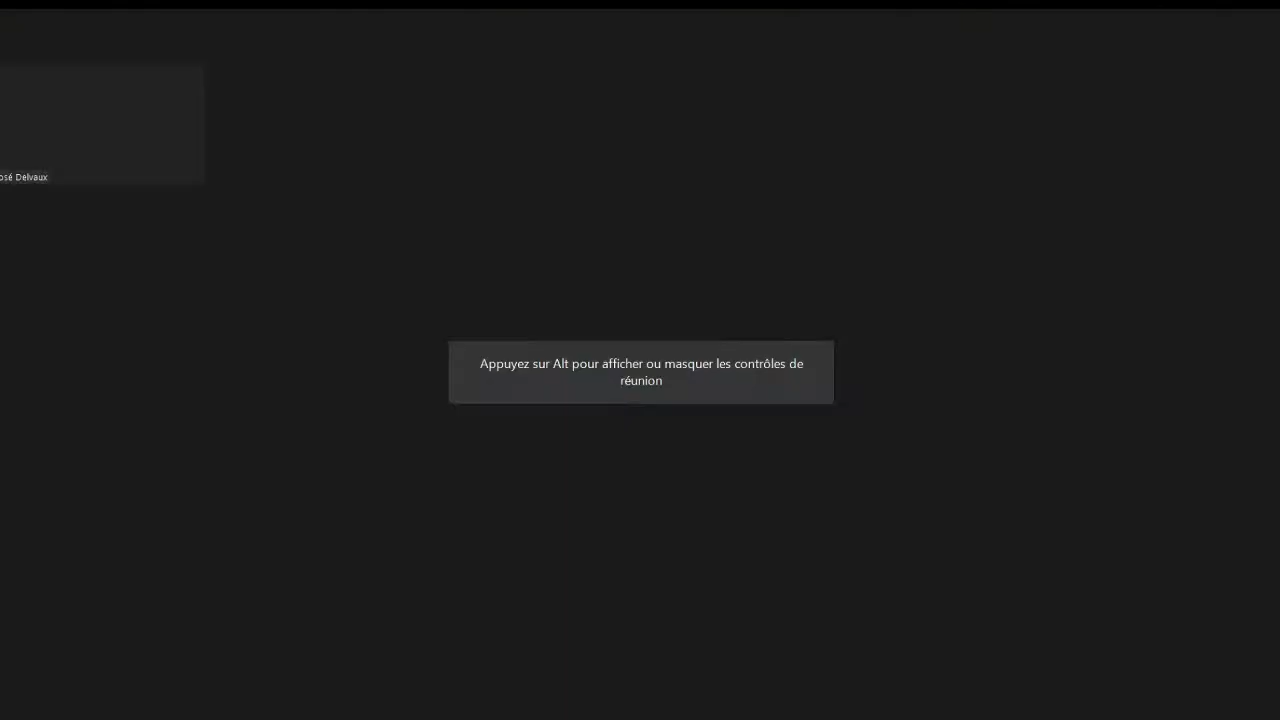 osé Delvaux
Appuyez sur Alt pour afficher ou masquer les contrôles de
réunion